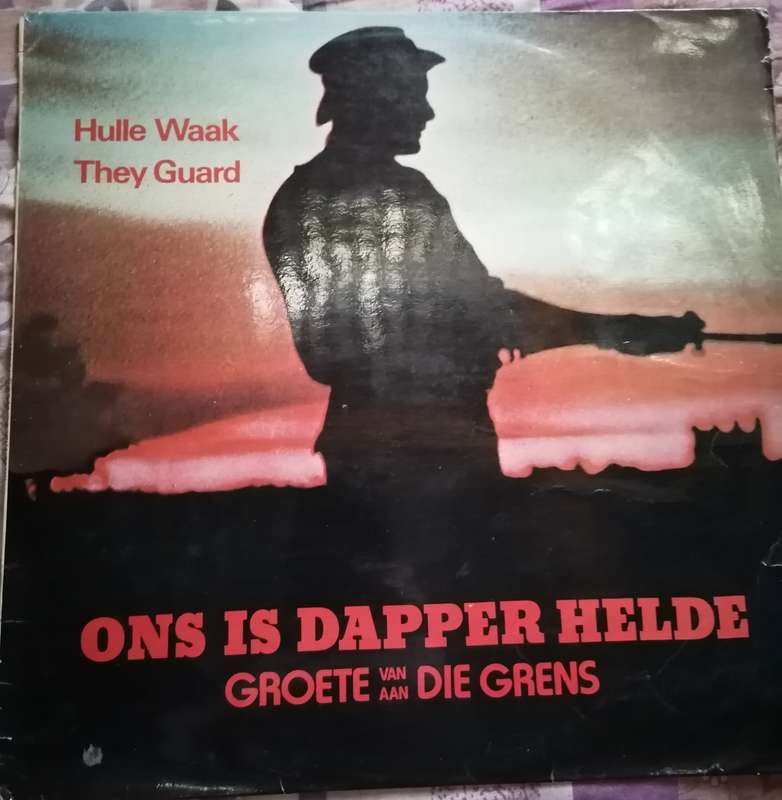 Hulle Waak
They Guard
ONS IS DAPPER HELDE
GROETE VAN AAN DIE GRENS